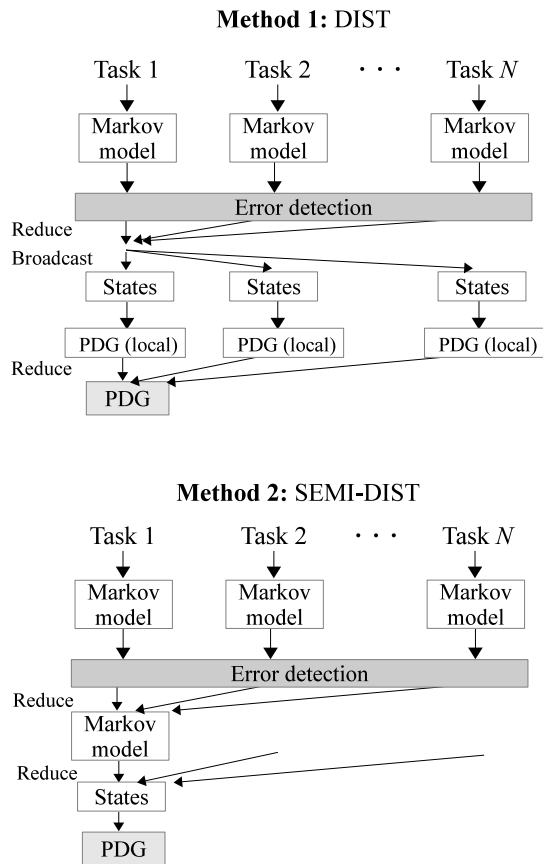 Method 1: DIST
Task 1 Task 2 · · · Task N
Markov model Markov model Markov model
Error detection
Reduce
Broadcast
States States States
PDG (local) PDG (local) PDG (local)
Reduce
PDG
Method 2: SEMI-DIST
Task 1 Task 2 · · · Task N
Markov model Markov model Markov model
Error detection
Reduce
Markov model
Reduce
States
PDG